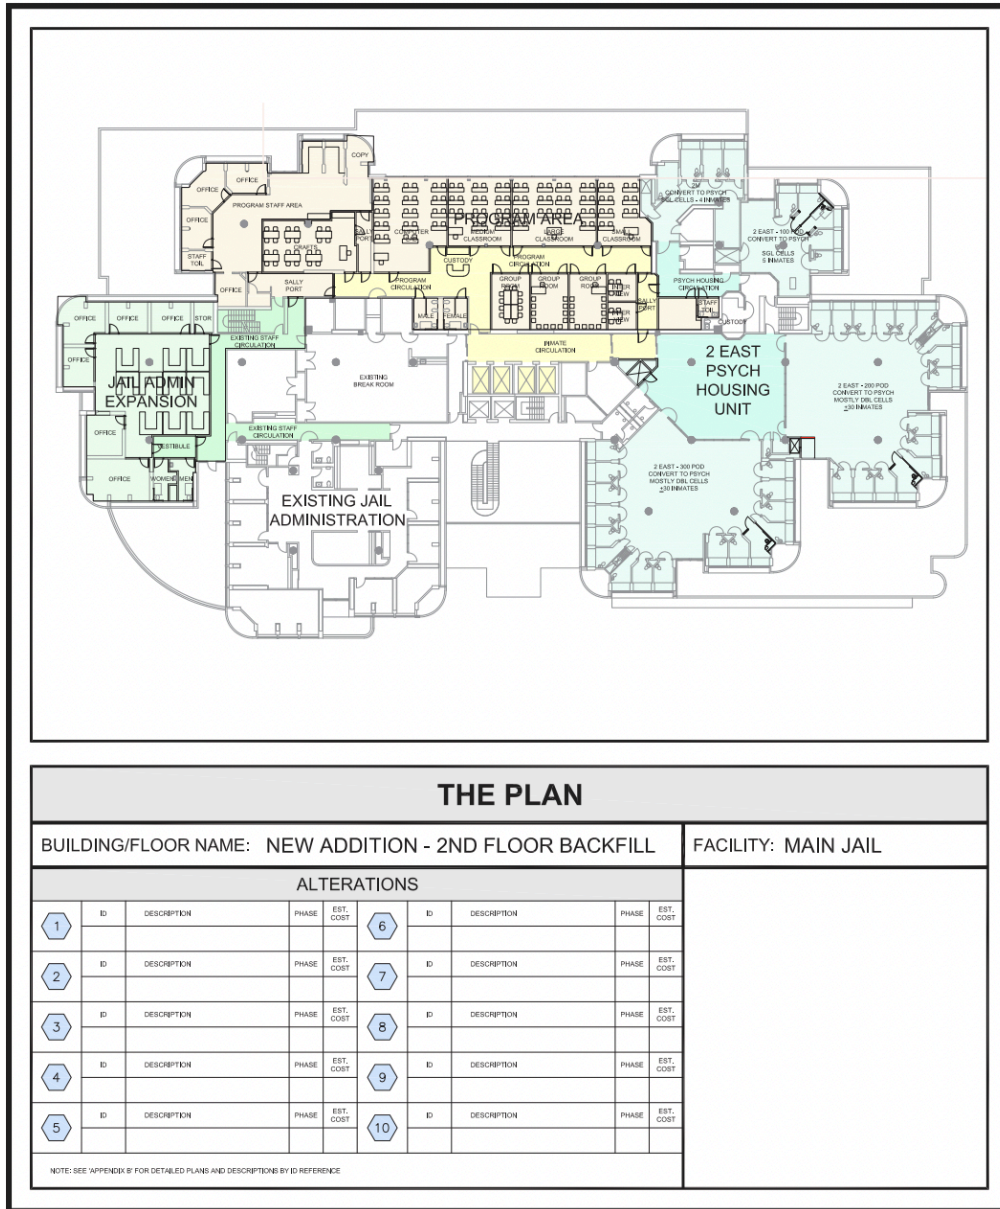 COPY
OFFICE
OFFICE
PROGRAM STAFF AREA
OFFICE
CRAFTS
STAFF
TOIL
OFFICE
SALLY
PORT
SALLY
PORT
COMPUTER
PROGRAM AREA
MEDIUM
CLASSROOM
LARGE
CLASSROOM
SMALL
CLASSROOM
CUSTODY
PROGRAM
CIRCULATION
PROGRAM
CIRCULATION
GROUP
ROOM
GROUP
ROOM
GROUP
ROOM
SALLY
PORT
MALE
FEMALE
INMATE
CIRCULATION
CONVERT TO PSYCH
SGL CELLS - 4 INMATES
2 EAST - 100 POD
CONVERT TO PSYCH
SGL CELLS
5 INMATES
PSYCH HOUSING
CIRCULATION
STAFF
TOIL
CUSTODY
2 EAST
PSYCH
HOUSING
UNIT
2 EAST - 200 POD
CONVERT TO PSYCH
MOSTLY DBL CELLS
±30 INMATES
2 EAST - 300 POD
CONVERT TO PSYCH
MOSTLY DBL CELLS
±30 INMATES
OFFICE
OFFICE
OFFICE
STOR
EXISTING STAFF
CIRCULATION
OFFICE
JAIL ADMIN
EXPANSION
EXISTING
BREAK ROOM
OFFICE
EXISTING STAFF
CIRCULATION
VESTIBULE
OFFICE
WOMEN
MEN
EXISTING JAIL
ADMINISTRATION
THE PLAN
BUILDING/FLOOR NAME: NEW ADDITION - 2ND FLOOR BACKFILL
FACILITY: MAIN JAIL
ALTERATIONS
1 ID DESCRIPTION PHASE EST. COST 6 ID DESCRIPTION PHASE EST. COST
2 ID DESCRIPTION PHASE EST. COST 7 ID DESCRIPTION PHASE EST. COST
3 ID DESCRIPTION PHASE EST. COST 8 ID DESCRIPTION PHASE EST. COST
4 ID DESCRIPTION PHASE EST. COST 9 ID DESCRIPTION PHASE EST. COST
5 ID DESCRIPTION PHASE EST. COST 10 ID DESCRIPTION PHASE EST. COST
NOTE: SEE 'APPENDIX B' FOR DETAILED PLANS AND DESCRIPTIONS BY ID REFERENCE